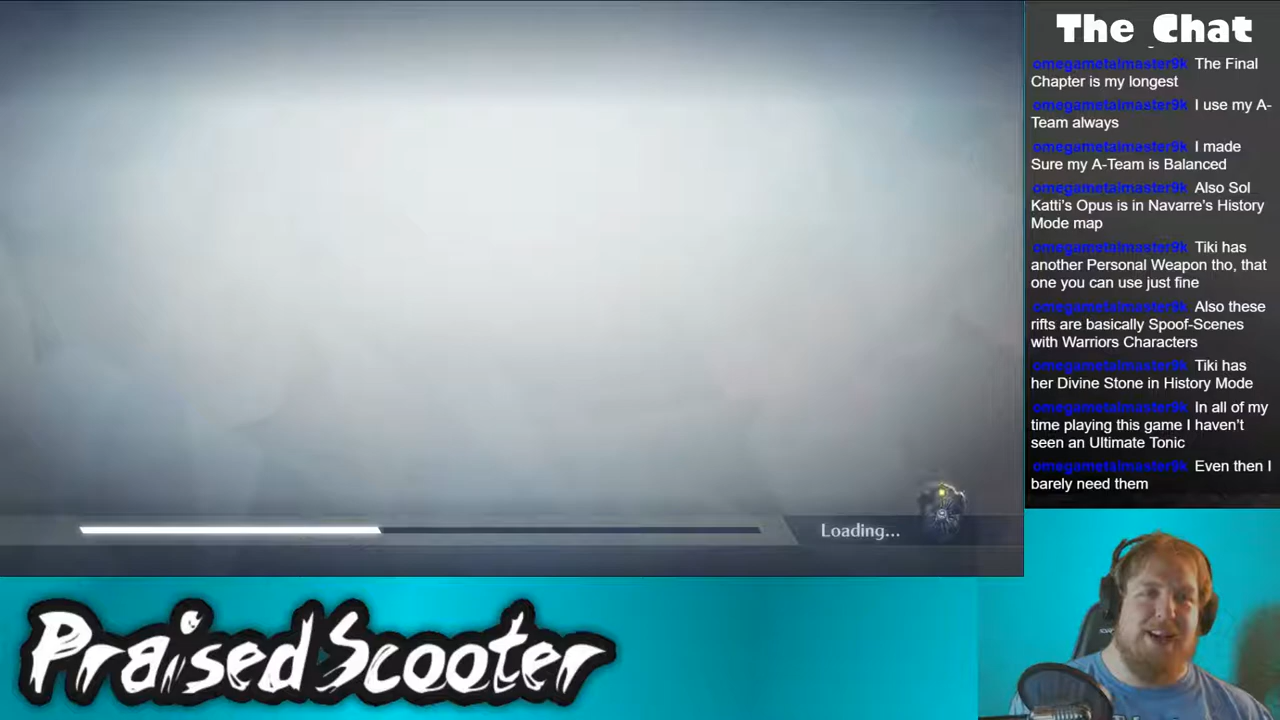 The Chat
omegametalmaster9k The Final
Chapter is my longest
omegametalmaster9k I use my A-
Team always
omegametalmaster9k I made
Sure my A-Team is Balanced
omegametalmaster9k Also Sol
Katti's Opus is in Navarre's History
Mode map
omegametalmaster9k Tiki has
another Personal Weapon tho, that
one you can use just fine
omegametalmaster9k Also these
rifts are basically Spoof-Scenes
with Warriors Characters
omegametalmaster9k Tiki has
her Divine Stone in History Mode
omegametalmaster9k In all of my
time playing this game I haven't
seen an Ultimate Tonic
omegametalmaster9k Even then I
barely need them
Loading...
PraisedScooter